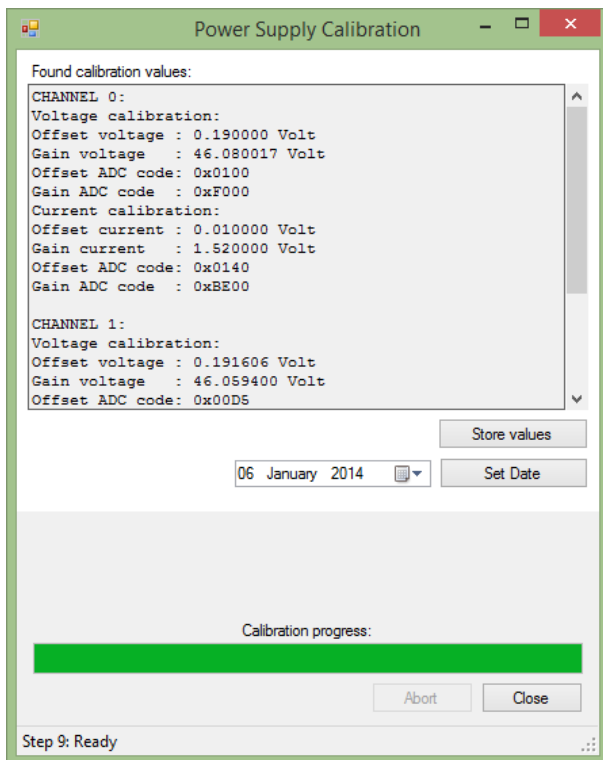 Power Supply Calibration
Found calibration values:
CHANNEL 0:
Voltage calibration:
Offset voltage : 0.190000 Volt
Gain voltage   : 46.080017 Volt
Offset ADC code: 0x0100
Gain ADC code  : 0xF000
Current calibration:
Offset current : 0.010000 Volt
Gain current   : 1.520000 Volt
Offset ADC code: 0x0140
Gain ADC code  : 0xBE00
CHANNEL 1:
Voltage calibration:
Offset voltage : 0.191606 Volt
Gain voltage   : 46.059400 Volt
Offset ADC code: 0x00D5
Store values
06 January 2014 Set Date
Calibration progress:
Abort Close
Step 9: Ready